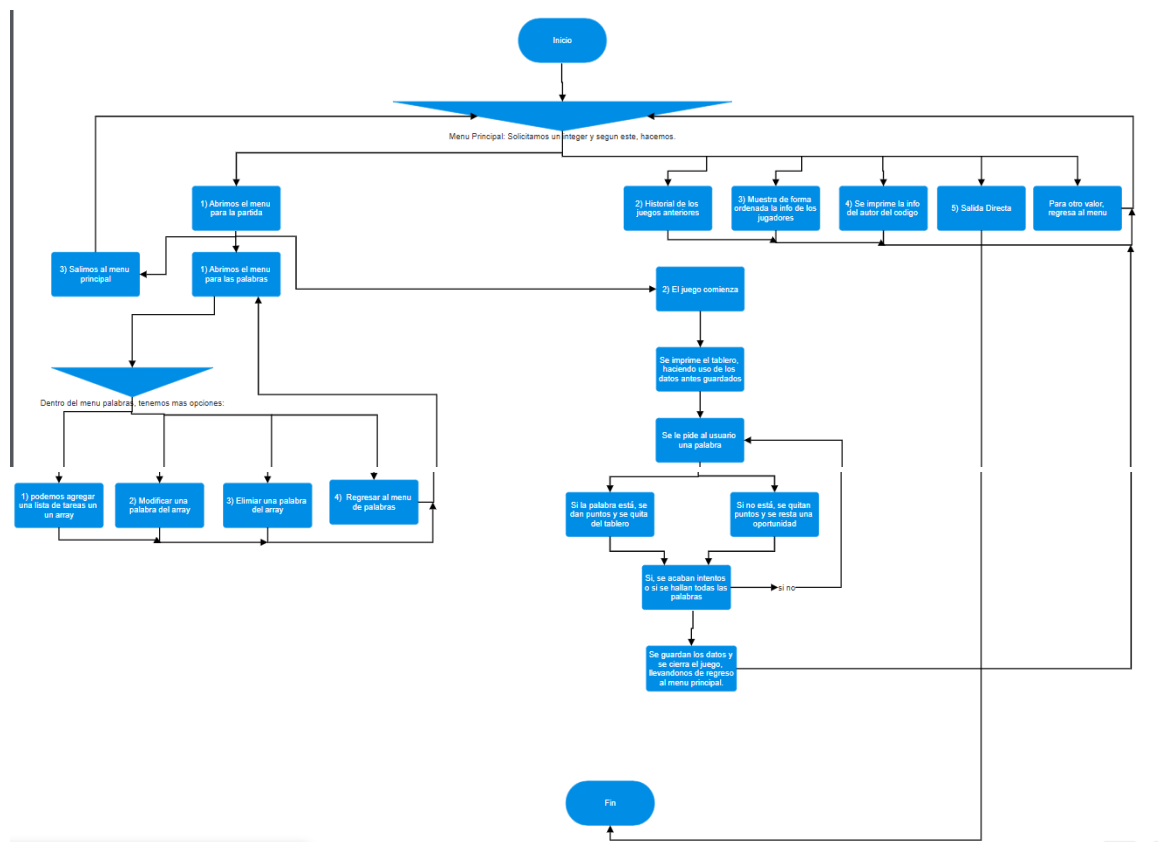 Inicio
Menu Principal: Solicitamos un integer y segun este, hacemos.
1) Abrimos el menu
para la partida
2) Historial de los
juegos anteriores
3) Muestra de forma
ordenada la info de los
jugadores
4) Se imprime la info
del autor del codigo
5) Salida Directa
Para otro valor,
regresa al menu
3) Salimos al menu
principal
1) Abrimos el menu
para las palabras
2) El juego comienza
Se imprime el tablero,
haciendo uso de los
datos antes guardados
Dentro del menu palabras, tenemos mas opciones:
Se le pide al usuario
una palabra
1) podemos agregar
una lista de tareas un
un array
2) Modificar una
palabra del array
3) Elimiar una palabra
del array
4) Regresar al menu
de palabras
Si la palabra está, se
dan puntos y se quita
del tablero
Si no está, se quitan
puntos y se resta una
oportunidad
Si, se acaban intentos
o si se hallan todas las
palabras
si no
Se guardan los datos y
se cierra el juego,
llevandonos de regreso
al menu principal.
Fin